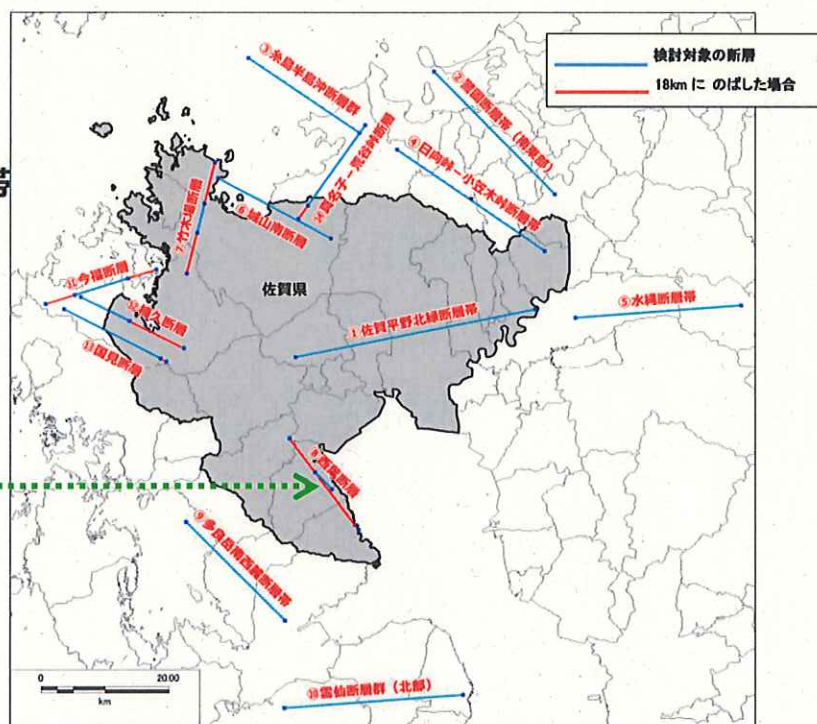 検討対象の断層
18km に のばした場合
③糸島半島沖断層群
②警固断層帯(南東部)
④日向峠－小笠木峠断層帯
⑭真名子－荒谷峠断層
⑦竹木場断層
⑥城山南断層
⑪今福断層
⑫楠久断層
⑬国見断層
佐賀県
1佐賀平野北縁断層帯
⑤水縄断層帯
8西葉断層
⑨多良岳南西麓断層帯
⑩雲仙断層群(北部)
0 20.00
km